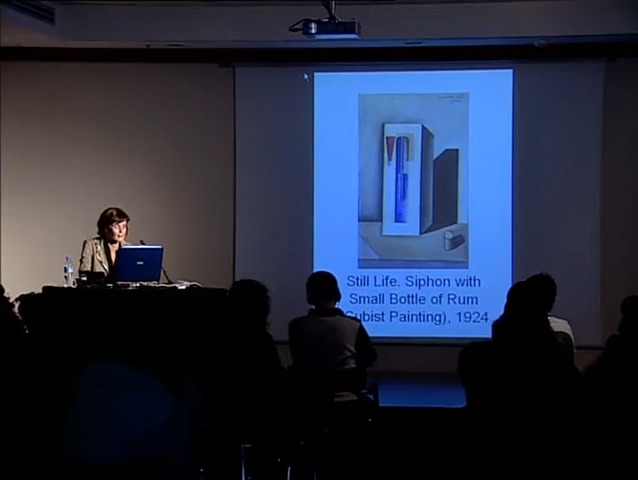 Still Life. Siphon with
Small Bottle of Rum
Cubist Painting), 1924